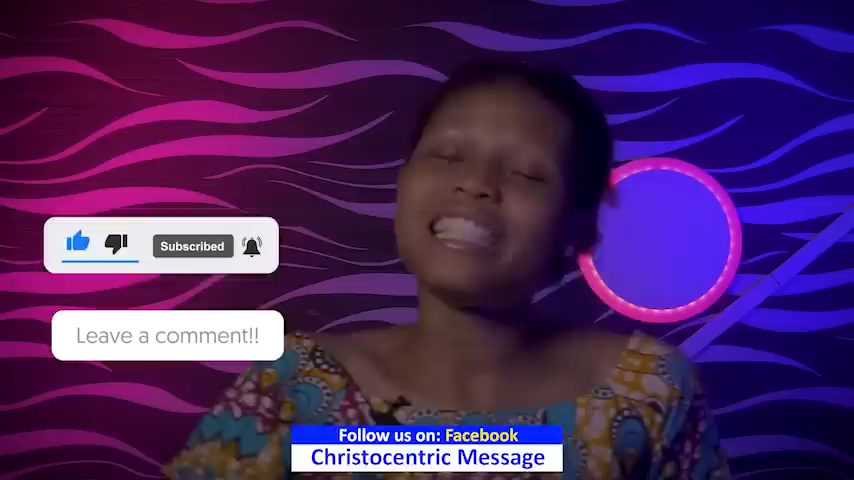 Subscribed
Leave a comment!!
Follow us on: Facebook
Christocentric Message